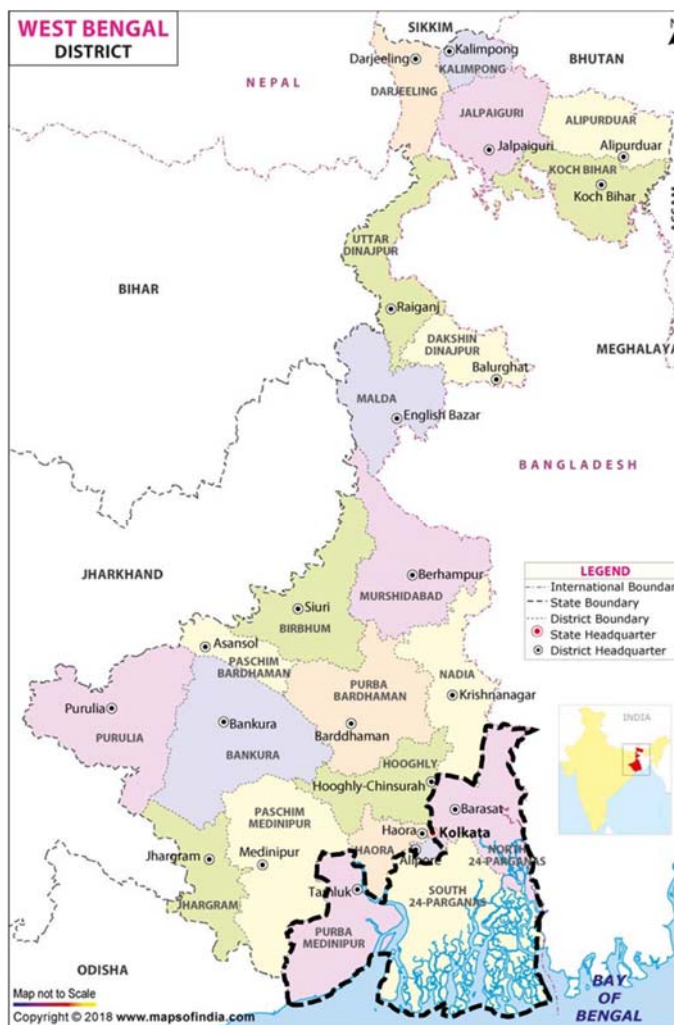 WEST BENGAL
DISTRICT
SIKKIM
Kalimpong
Darjeeling
KALIMPONG
BHUTAN
NEPAL
DARJEELING
JALPAIGURI
ALIPURDUAR
Jalpaiguri
Alipurduar
KOCH BIHAR
Koch Bihar
UTTAR
DINAJPUR
BIHAR
Raiganj
DAKSHIN
DINAJPUR
MEGHALAYA
Balurghat
MALDA
English Bazar
BANGLADESH
JHARKHAND
Berhampur
MURSHIDABAD
LEGEND
International Boundar
State Boundary
District Boundary
State Headquarter
District Headquarter
Siuri
BIRBHUM
Asansol
PASCHIM
BARDHAMAN
PURBA
BARDHAMAN
NADIA
Krishnanagar
Purulia
PURULIA
Bankura
BANKURA
Barddhaman
INDIA
HOOGHLY
Hooghly-Chinsurah
Barasat
PASCHIM
MEDINIPUR
Haora
Kolkata
HAORA
Alipore
NORTH
24-PARGANAS
Jhargram
Medinipur
JHARGRAM
Tamluk
SOUTH
24-PARGANAS
PURBA
MEDINIPUR
ODISHA
BAY
OF
BENGAL
Map not to Scale
Copyright © 2018 www.mapsofindia.com